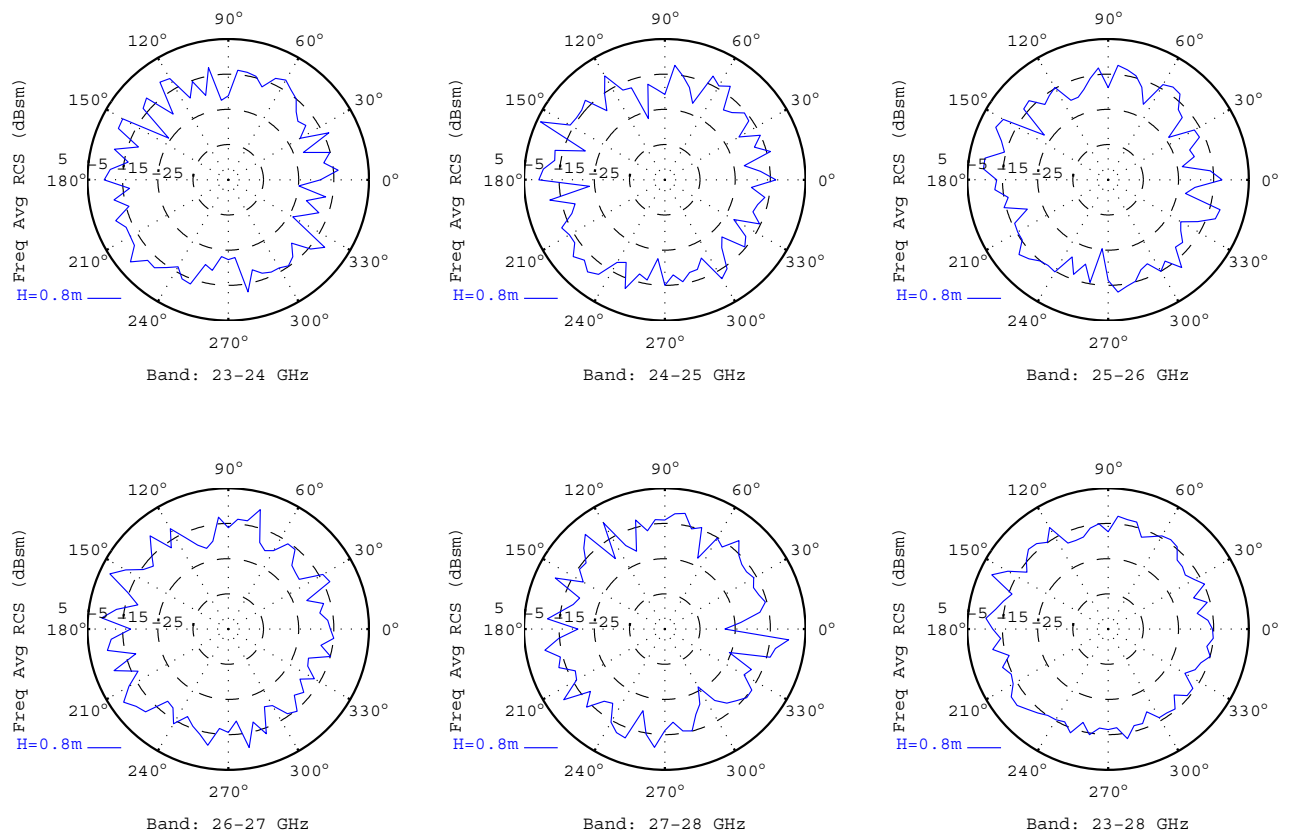 90°
120° 60°
150° 30°
5 -5 -15 -25
180° 0°
210° 330°
240° 300°
270°
Freq Avg RCS (dBsm)
H=0.8m
Band: 23-24 GHz
90°
120° 60°
150° 30°
5 -5 -15 -25
180° 0°
210° 330°
240° 300°
270°
Freq Avg RCS (dBsm)
H=0.8m
Band: 24-25 GHz
90°
120° 60°
150° 30°
5 -5 -15 -25
180° 0°
210° 330°
240° 300°
270°
Freq Avg RCS (dBsm)
H=0.8m
Band: 25-26 GHz
90°
120° 60°
150° 30°
5 -5 -15 -25
180° 0°
210° 330°
240° 300°
270°
Freq Avg RCS (dBsm)
H=0.8m
Band: 26-27 GHz
90°
120° 60°
150° 30°
5 -5 -15 -25
180° 0°
210° 330°
240° 300°
270°
Freq Avg RCS (dBsm)
H=0.8m
Band: 27-28 GHz
90°
120° 60°
150° 30°
5 -5 -15 -25
180° 0°
210° 330°
240° 300°
270°
Freq Avg RCS (dBsm)
H=0.8m
Band: 23-28 GHz